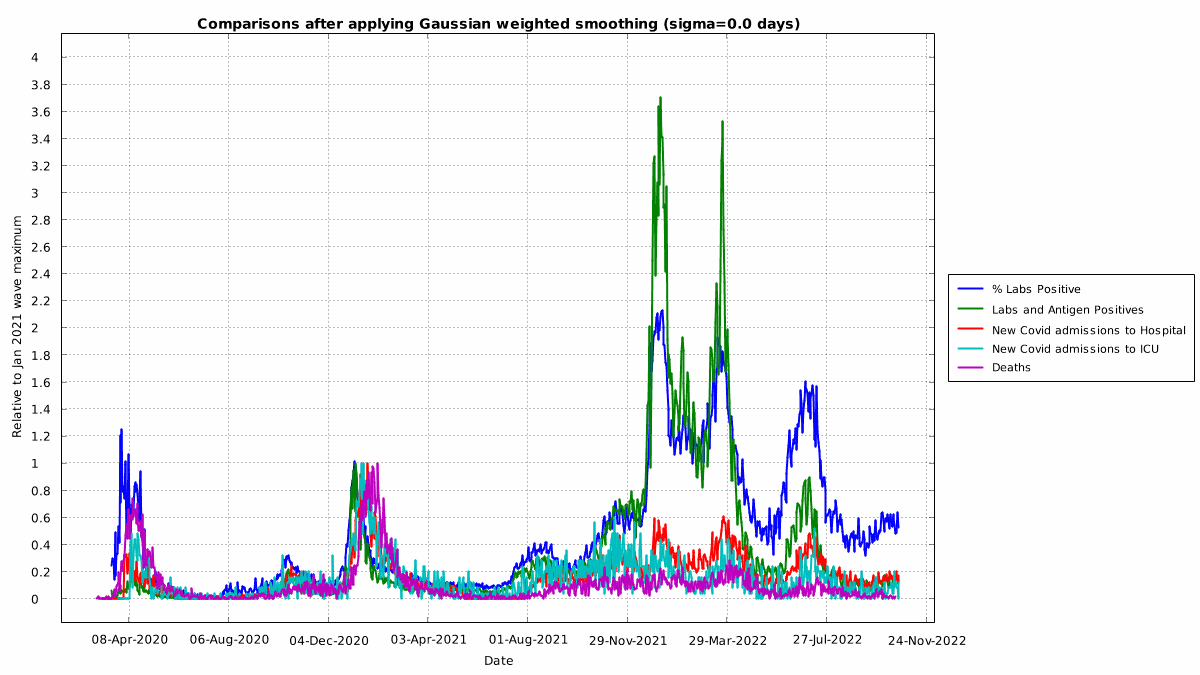 Comparisons after applying Gaussian weighted smoothing (sigma=0.0 days)
Relative to Jan 2021 wave maximum
4
3.8
3.6
3.4
3.2
3
2.8
2.6
2.4
2.2
2
1.8
1.6
1.4
1.2
1
0.8
0.6
0.4
0.2
0
08-Apr-2020 06-Aug-2020 04-Dec-2020 03-Apr-2021 01-Aug-2021 29-Nov-2021 29-Mar-2022 27-Jul-2022 24-Nov-2022
Date
% Labs Positive
Labs and Antigen Positives
New Covid admissions to Hospital
New Covid admissions to ICU
Deaths